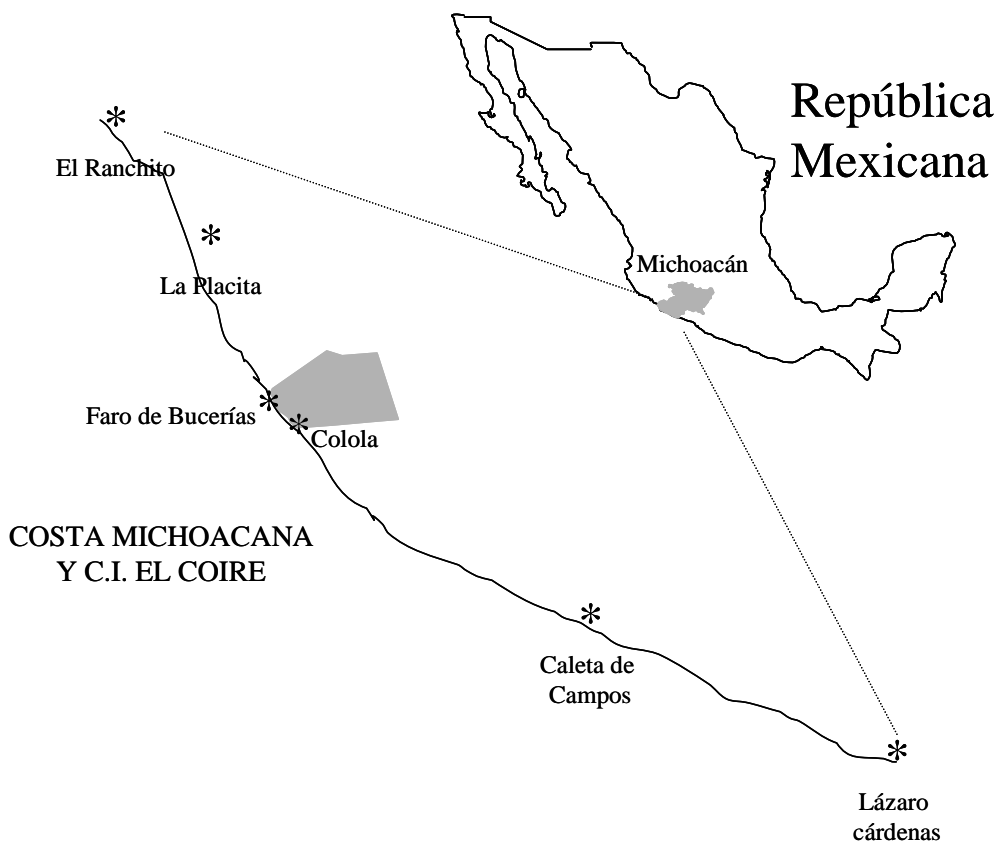 República
Mexicana
El Ranchito
Michoacán
La Placita
Faro de Bucerías
Colola
COSTA MICHOACANA
Y C.I. EL COIRE
Caleta de
Campos
Lázaro
cárdenas